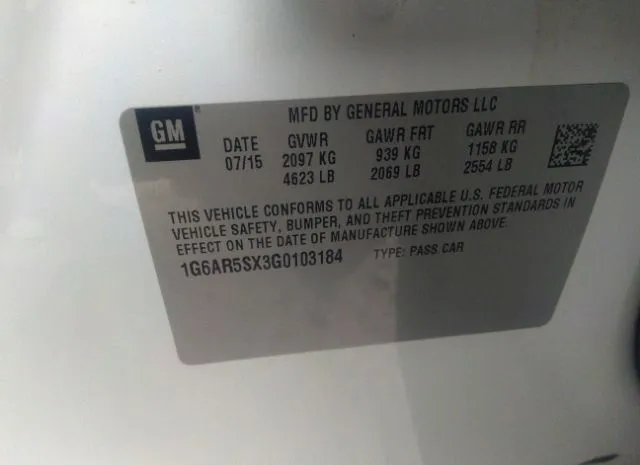 MFD BY GENERAL MOTORS LLC
GM
DATE GVWR GAWR FRT GAWR RR
07/15 2097 KG 939 KG 1158 KG
4623 LB 2069 LB 2554 LB
THIS VEHICLE CONFORMS TO ALL APPLICABLE U.S. FEDERAL MOTOR
VEHICLE SAFETY, BUMPER, AND THEFT PREVENTION STANDARDS IN
EFFECT ON THE DATE OF MANUFACTURE SHOWN ABOVE.
1G6AR5SX3G0103184 TYPE: PASS CAR